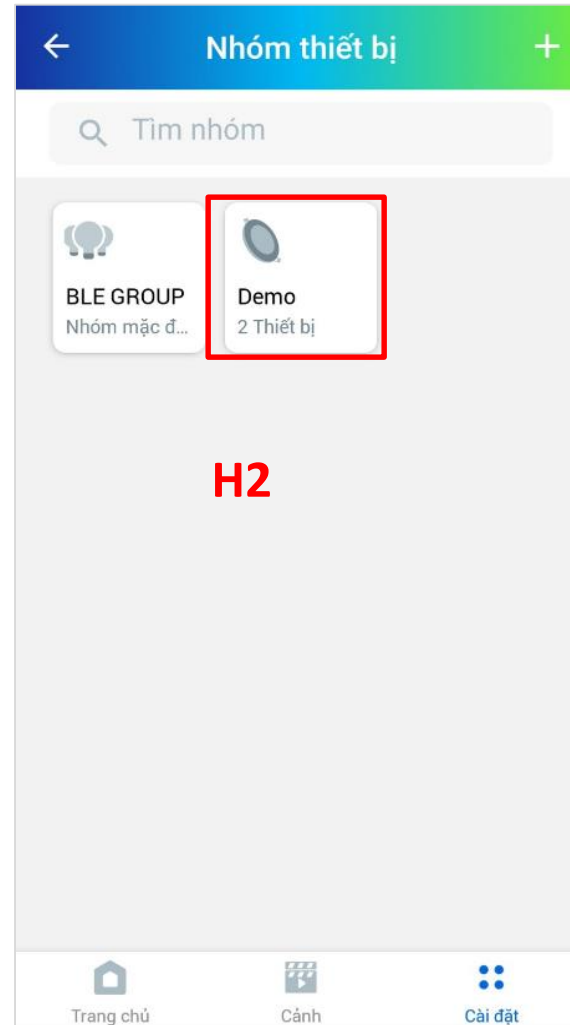 Nhóm thiết bị
Tìm nhóm
BLE GROUP
Nhóm mặc đ...
Demo
2 Thiết bị
H2
Trang chủ
Cảnh
Cài đặt